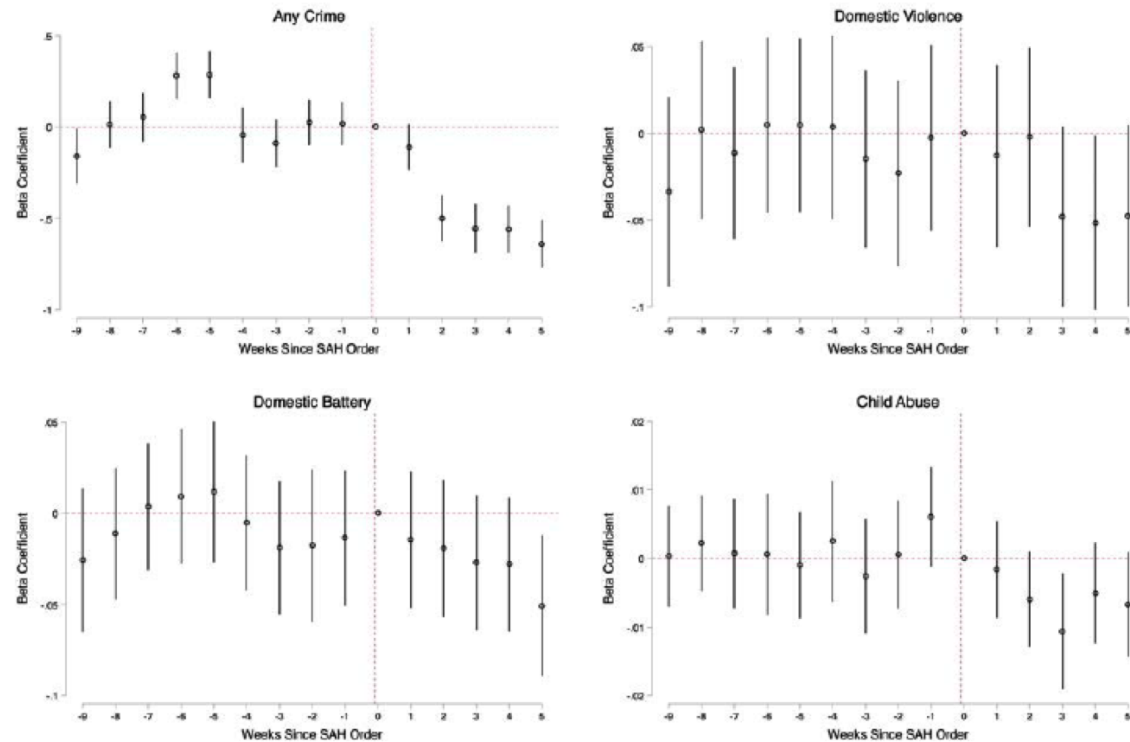 Any Crime
.5
0
-.5
-1
Beta Coefficient
-9 -8 -7 -6 -5 -4 -3 -2 -1 0 1 2 3 4 5
Weeks Since SAH Order
Domestic Violence
.05
0
-.05
-.1
Beta Coefficient
-9 -8 -7 -6 -5 -4 -3 -2 -1 0 1 2 3 4 5
Weeks Since SAH Order
Domestic Battery
.05
0
-.05
-.1
Beta Coefficient
-9 -8 -7 -6 -5 -4 -3 -2 -1 0 1 2 3 4 5
Weeks Since SAH Order
Child Abuse
.02
.01
0
-.01
-.02
Beta Coefficient
-9 -8 -7 -6 -5 -4 -3 -2 -1 0 1 2 3 4 5
Weeks Since SAH Order